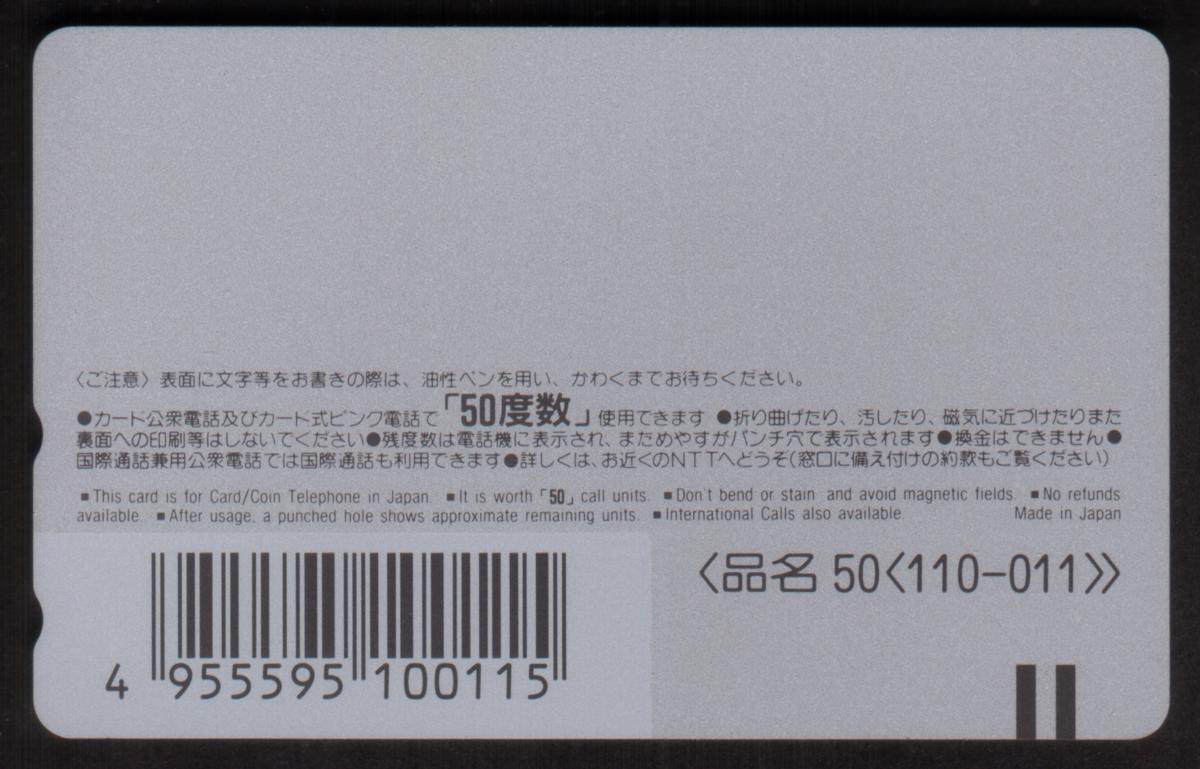 〈ご注意〉表面に文字等をお書きの際は、油性ペンを用い、かわくまでお待ちください。
●カード公衆電話及びカード式ピンク電話で「50度数」使用できます ●折り曲げたり、汚したり、磁気に近づけたりまた
裏面への印刷等はしないでください●残度数は電話機に表示され、まためやすがパンチ穴で表示されます●換金はできません●
国際通話兼用公衆電話では国際通話も利用できます●詳しくは、お近くのNTTへどうぞ(窓口に備え付けの約款もご覧ください)
■This card is for Card/Coin Telephone in Japan. ■It is worth「50」call units. ■Don't bend or stain and avoid magnetic fields. ■No refunds
available. ■After usage, a punched hole shows approximate remaining units. ■International Calls also available. Made in Japan
〈品名 50〈110-011〉〉
4 955595 100115